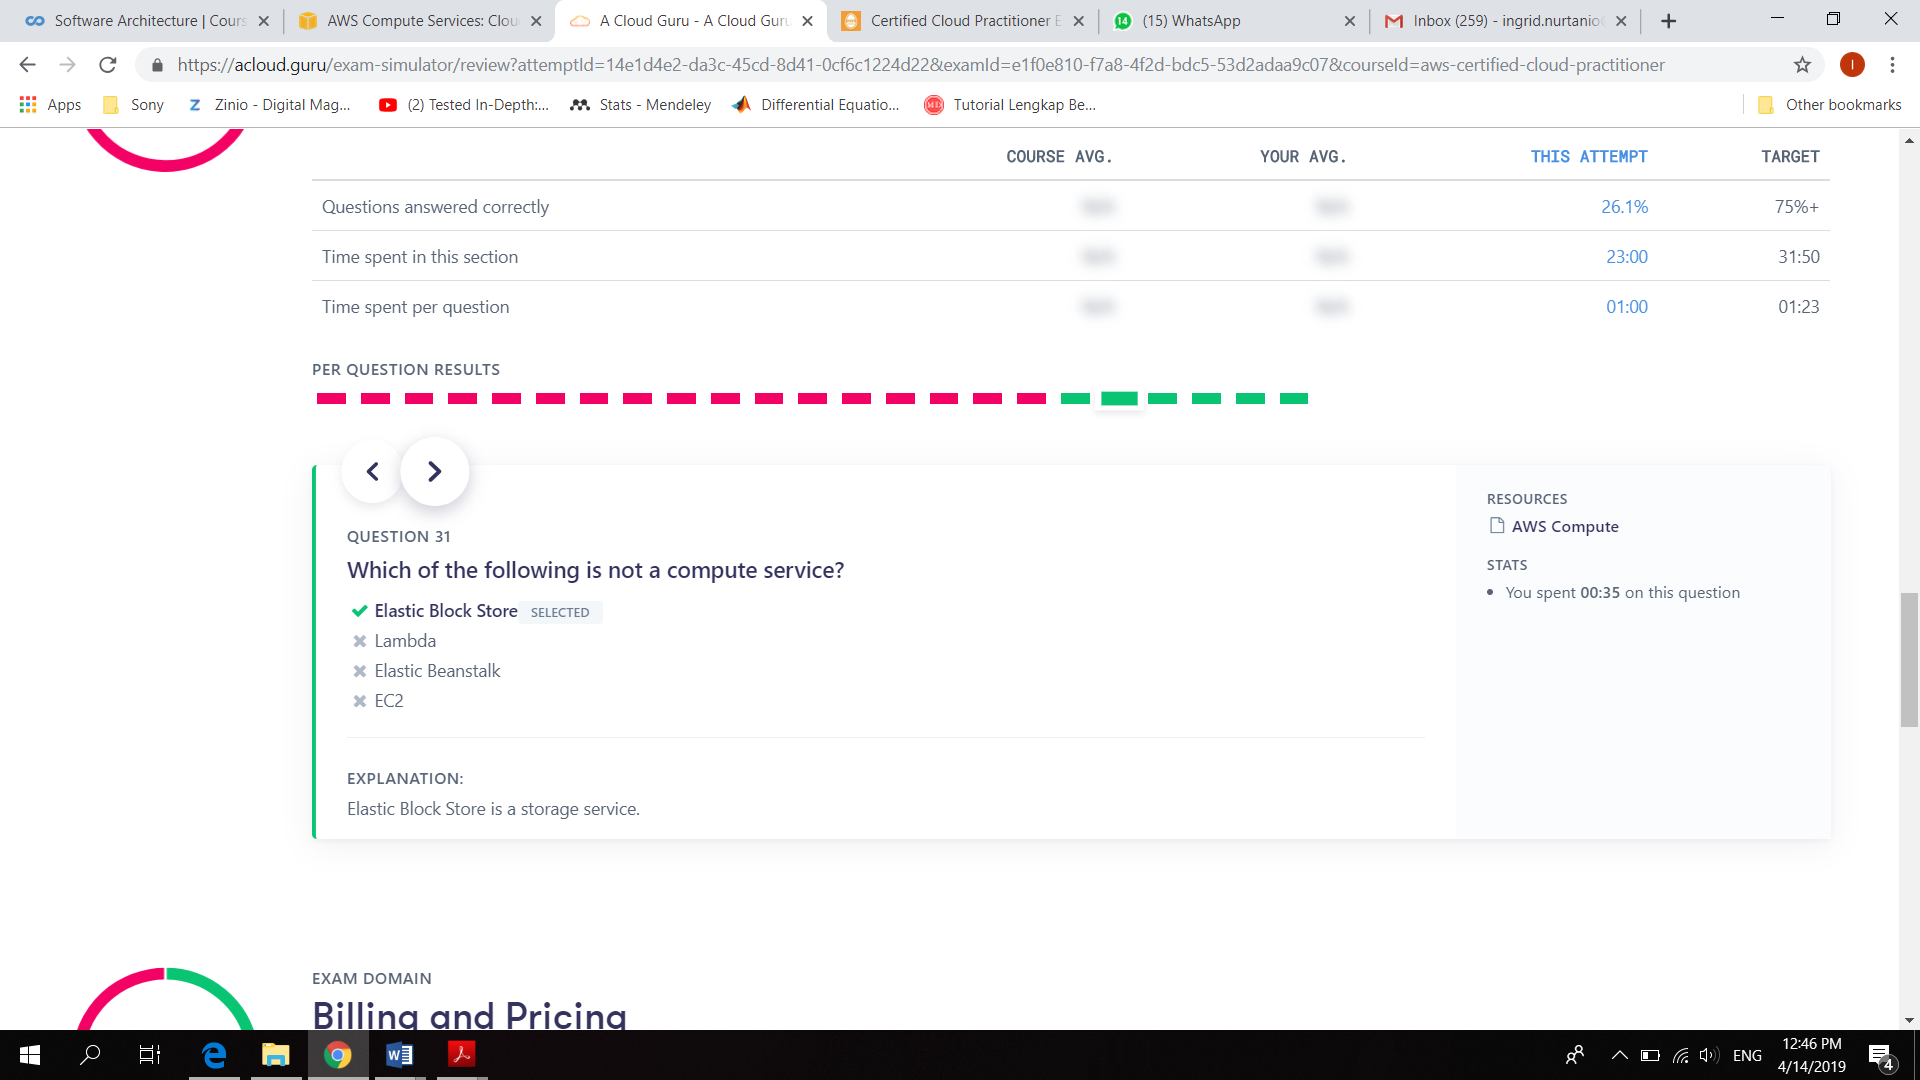 Software Architecture | Cours
AWS Compute Services: Clou
A Cloud Guru - A Cloud Guru
Certified Cloud Practitioner E
14
(15) WhatsApp
Inbox (259) - ingrid.nurtanio
https://acloud.guru/exam-simulator/review?attemptId=14e1d4e2-da3c-45cd-8d41-0cf6c1224d22&examId=e1f0e810-f7a8-4f2d-bdc5-53d2adaa9c07&courseId=aws-certified-cloud-practitioner
I
Apps
Sony
Z Zinio - Digital Mag...
(2) Tested In-Depth:...
Stats - Mendeley
Differential Equatio...
Tutorial Lengkap Be...
Other bookmarks
COURSE AVG. YOUR AVG. THIS ATTEMPT TARGET
Questions answered correctly 26.1% 75%+
Time spent in this section 23:00 31:50
Time spent per question 01:00 01:23
PER QUESTION RESULTS
QUESTION 31
Which of the following is not a compute service?
Elastic Block Store SELECTED
Lambda
Elastic Beanstalk
EC2
EXPLANATION:
Elastic Block Store is a storage service.
RESOURCES
AWS Compute
STATS
• You spent 00:35 on this question
EXAM DOMAIN
Billing and Pricing
ENG
12:46 PM
4/14/2019
4